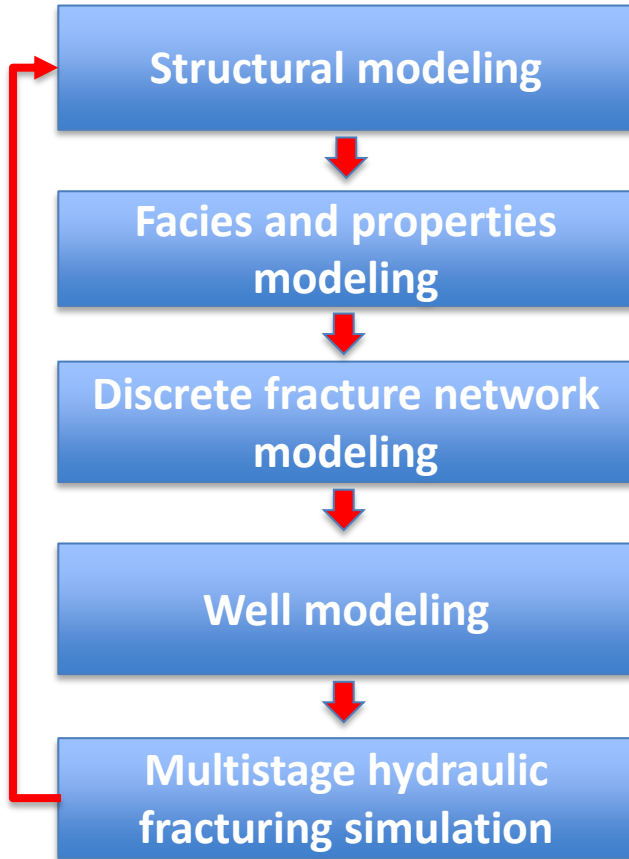 Structural modeling
Facies and properties
modeling
Discrete fracture network
modeling
Well modeling
Multistage hydraulic
fracturing simulation